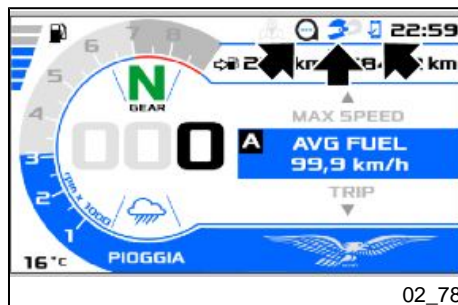 22:59
km
km
8
7
6
5
4
3
2
1
rpm x 1000
N
GEAR
000
MAX SPEED
A
AVG FUEL
99,9 km/h
TRIP
PIOGGIA
16°C
02_78